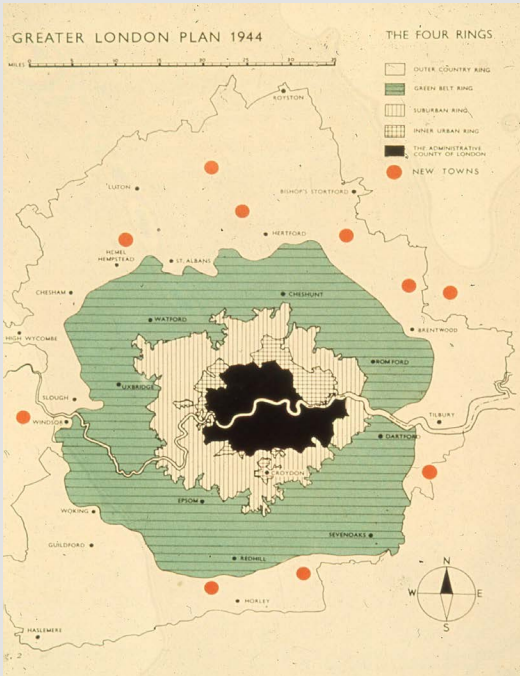 GREATER LONDON PLAN 1944
THE FOUR RINGS
MILES
OUTER COUNTRY RING
GREEN BELT RING
SUBURBAN RING
INNER URBAN RING
THE ADMINISTRATIVE
COUNTY OF LONDON
NEW TOWNS
ROYSTON
LUTON
BISHOP'S STORTFORD
HERTFORD
HEMEL
HEMPSTEAD
ST. ALBANS
CHESHAM
CHESHUNT
WATFORD
HIGH WYCOMBE
BRENTWOOD
ROMFORD
UXBRIDGE
SLOUGH
WINDSOR
TILBURY
DARTFORD
CROYDON
EPSOM
WOKING
SEVENOAKS
GUILDFORD
REDHILL
HORLEY
HASLEMERE
N
W
E
S